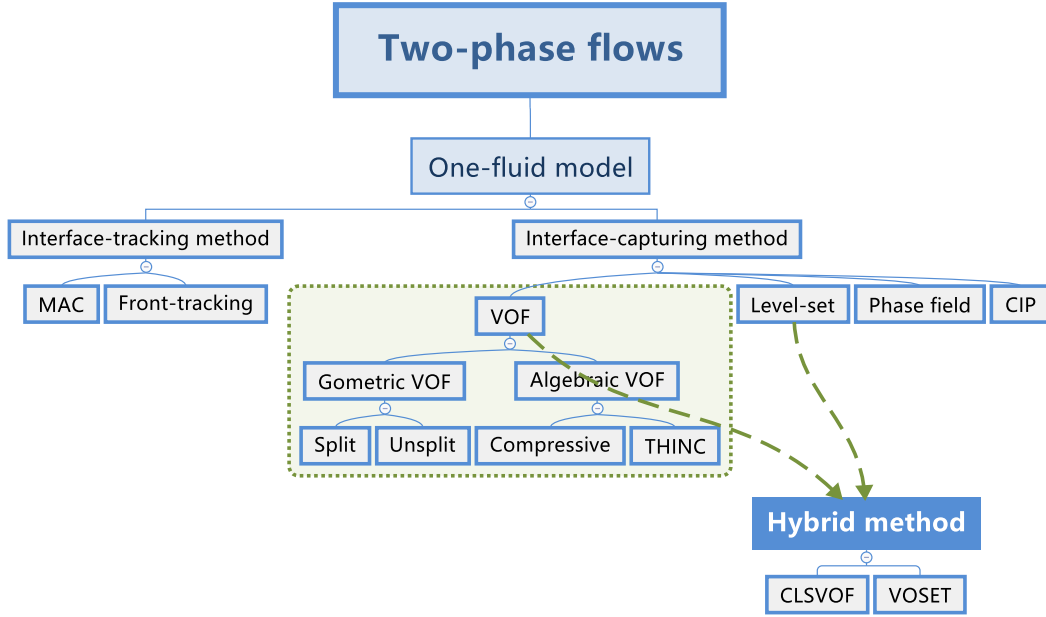 Two-phase flows
One-fluid model
Interface-tracking method
Interface-capturing method
MAC
Front-tracking
VOF
Level-set
Phase field
CIP
Gometric VOF
Algebraic VOF
Split
Unsplit
Compressive
THINC
Hybrid method
CLSVOF
VOSET